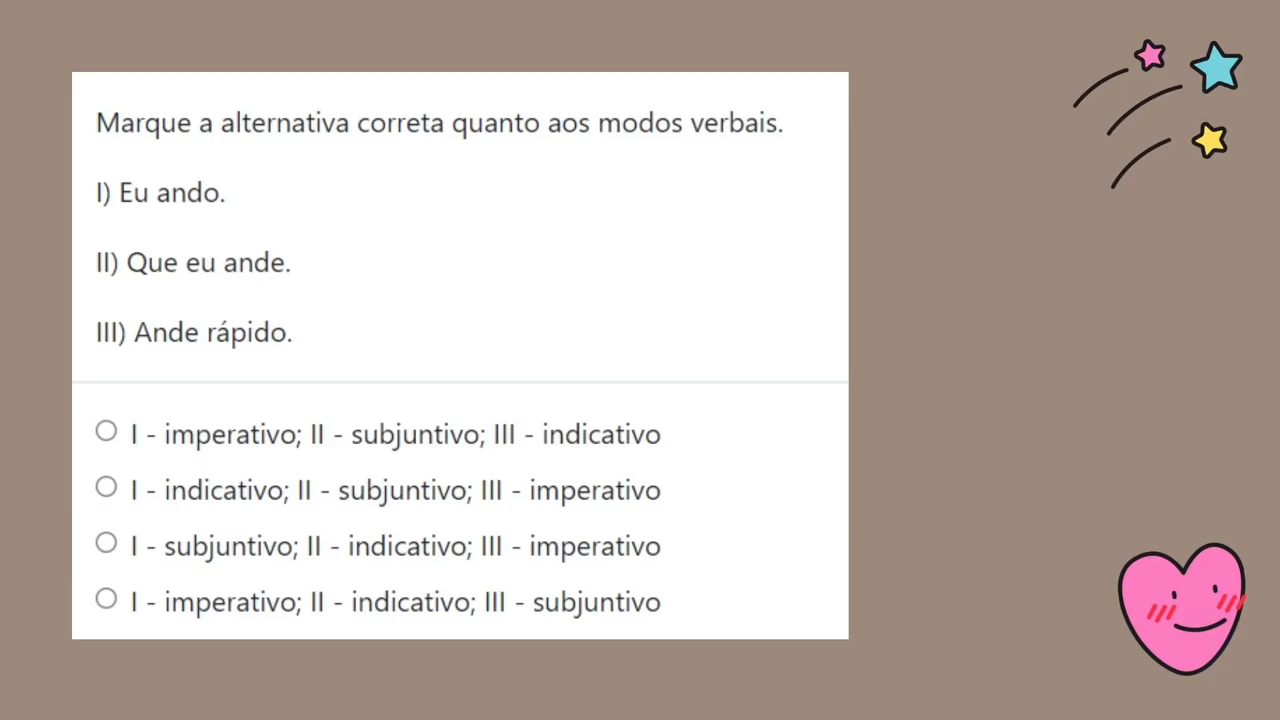 Marque a alternativa correta quanto aos modos verbais.
I) Eu ando.
II) Que eu ande.
III) Ande rápido.
I - imperativo; II - subjuntivo; III - indicativo
I - indicativo; II - subjuntivo; III - imperativo
I - subjuntivo; II - indicativo; III - imperativo
I - imperativo; II - indicativo; III - subjuntivo